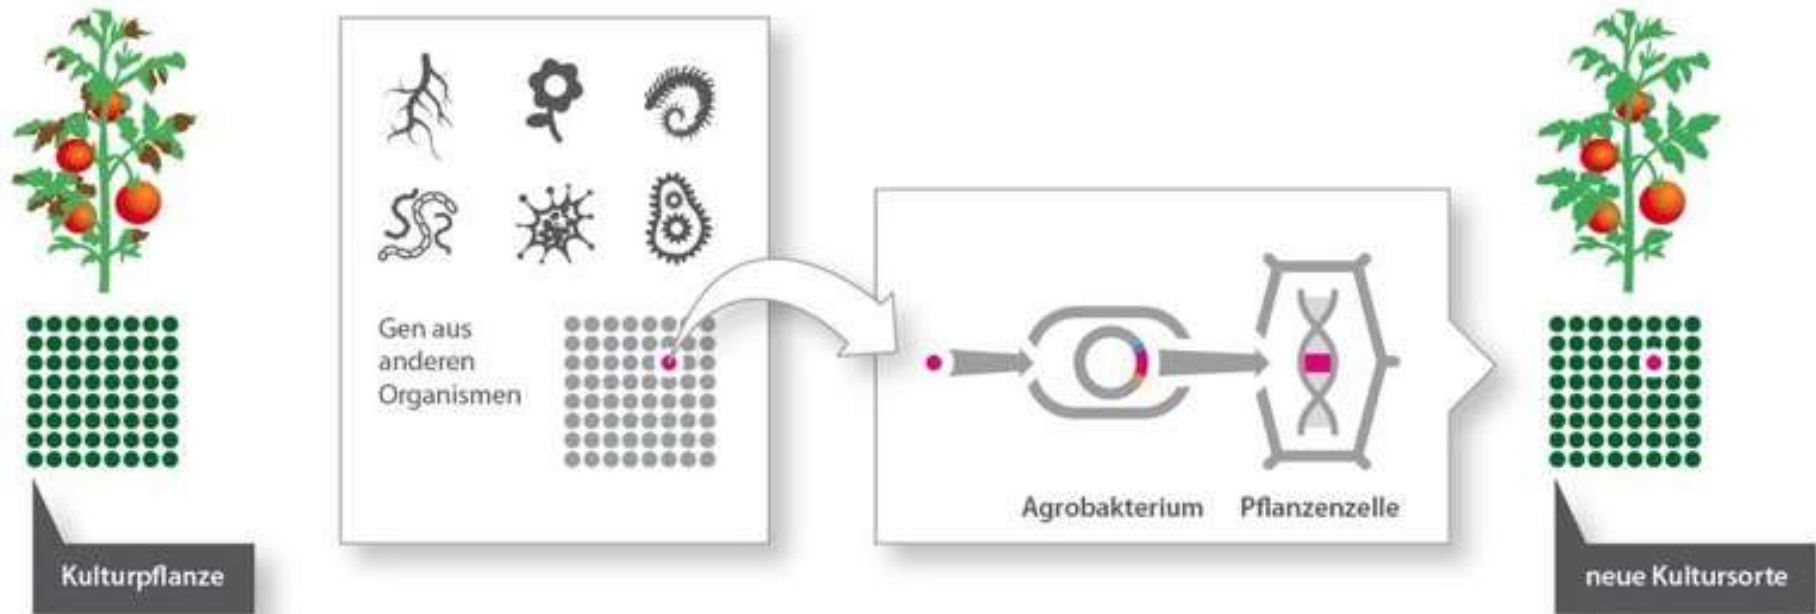 Gen aus
anderen
Organismen
Agrobakterium
Pflanzenzelle
Kulturpflanze
neue Kultursorte